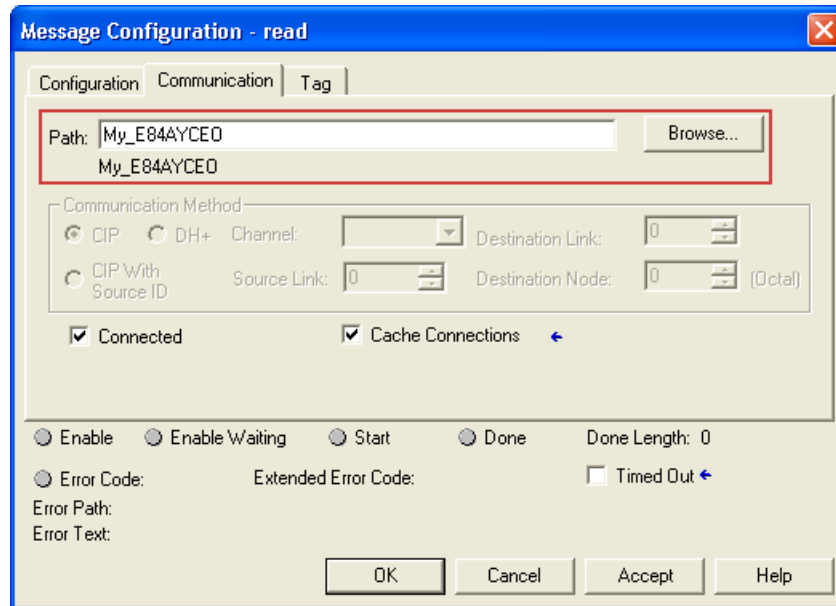 Message Configuration - read
Configuration Communication Tag
Path: My_E84AYCEO Browse...
My_E84AYCEO
Communication Method
CIP DH+ Channel: Destination Link: 0
CIP With
Source ID Source Link: 0 Destination Node: 0 (Octal)
Connected Cache Connections
Enable Enable Waiting Start Done Done Length: 0
Error Code: Extended Error Code: Timed Out
Error Path:
Error Text:
OK Cancel Accept Help